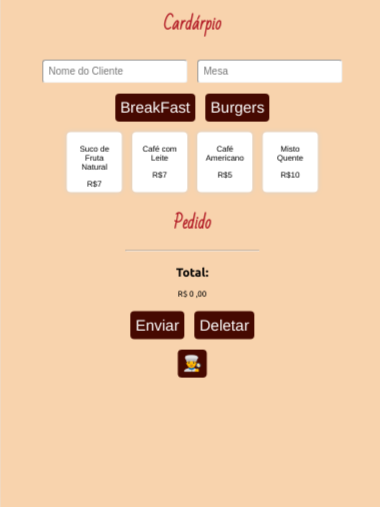 Cardárpio
Nome do Cliente Mesa
BreakFast Burgers
Suco de
Fruta
Natural
R$7
Café com
Leite
R$7
Café
Americano
R$5
Misto
Quente
R$10
Pedido
Total:
R$ 0 ,00
Enviar Deletar